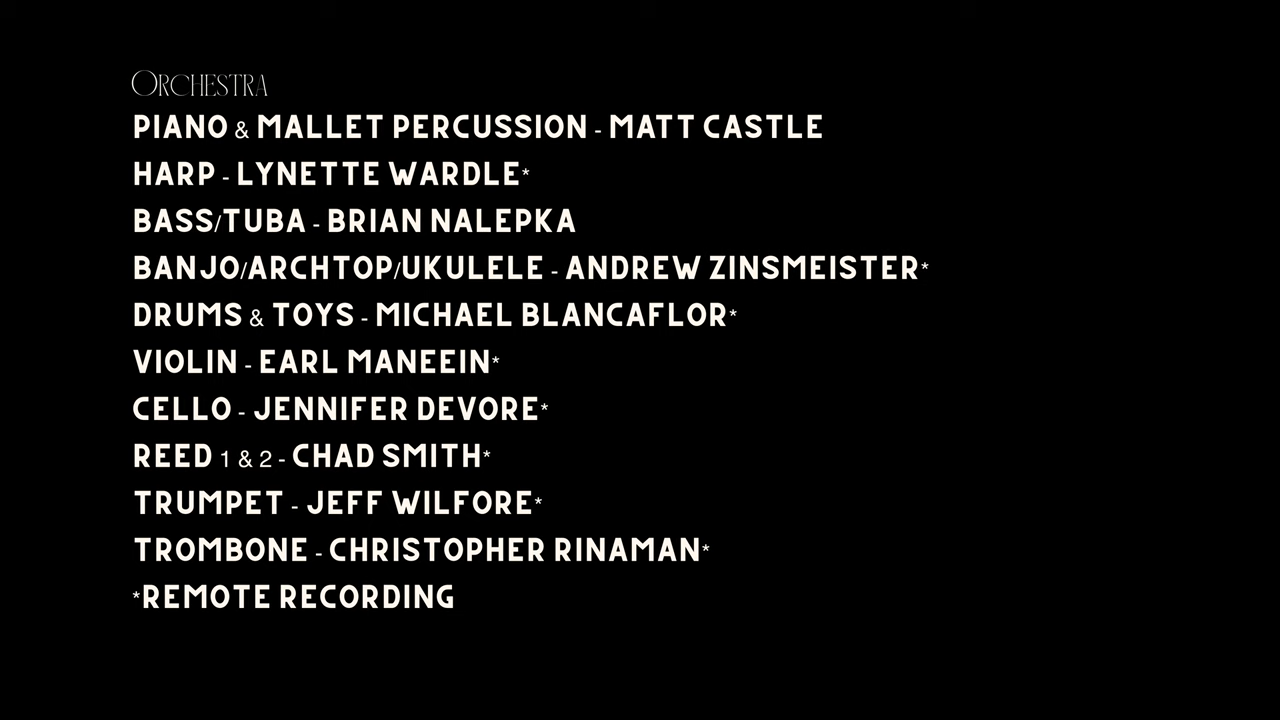 ORCHESTRA
PIANO & MALLET PERCUSSION - MATT CASTLE
HARP - LYNETTE WARDLE*
BASS/TUBA - BRIAN NALEPKA
BANJO/ARCHTOP/UKULELE - ANDREW ZINSMEISTER*
DRUMS & TOYS - MICHAEL BLANCAFLOR*
VIOLIN - EARL MANEEIN*
CELLO - JENNIFER DEVORE*
REED 1 & 2 - CHAD SMITH*
TRUMPET - JEFF WILFORE*
TROMBONE - CHRISTOPHER RINAMAN*
*REMOTE RECORDING